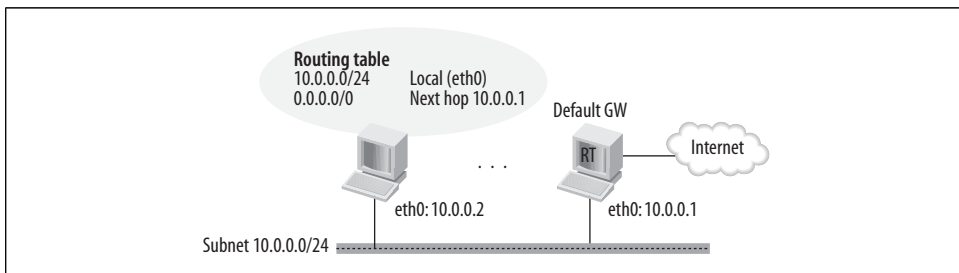 Routing table
10.0.0.0/24 Local (eth0)
0.0.0.0/0 Next hop 10.0.0.1
Default GW
RT
Internet
. . .
eth0: 10.0.0.2
eth0: 10.0.0.1
Subnet 10.0.0.0/24